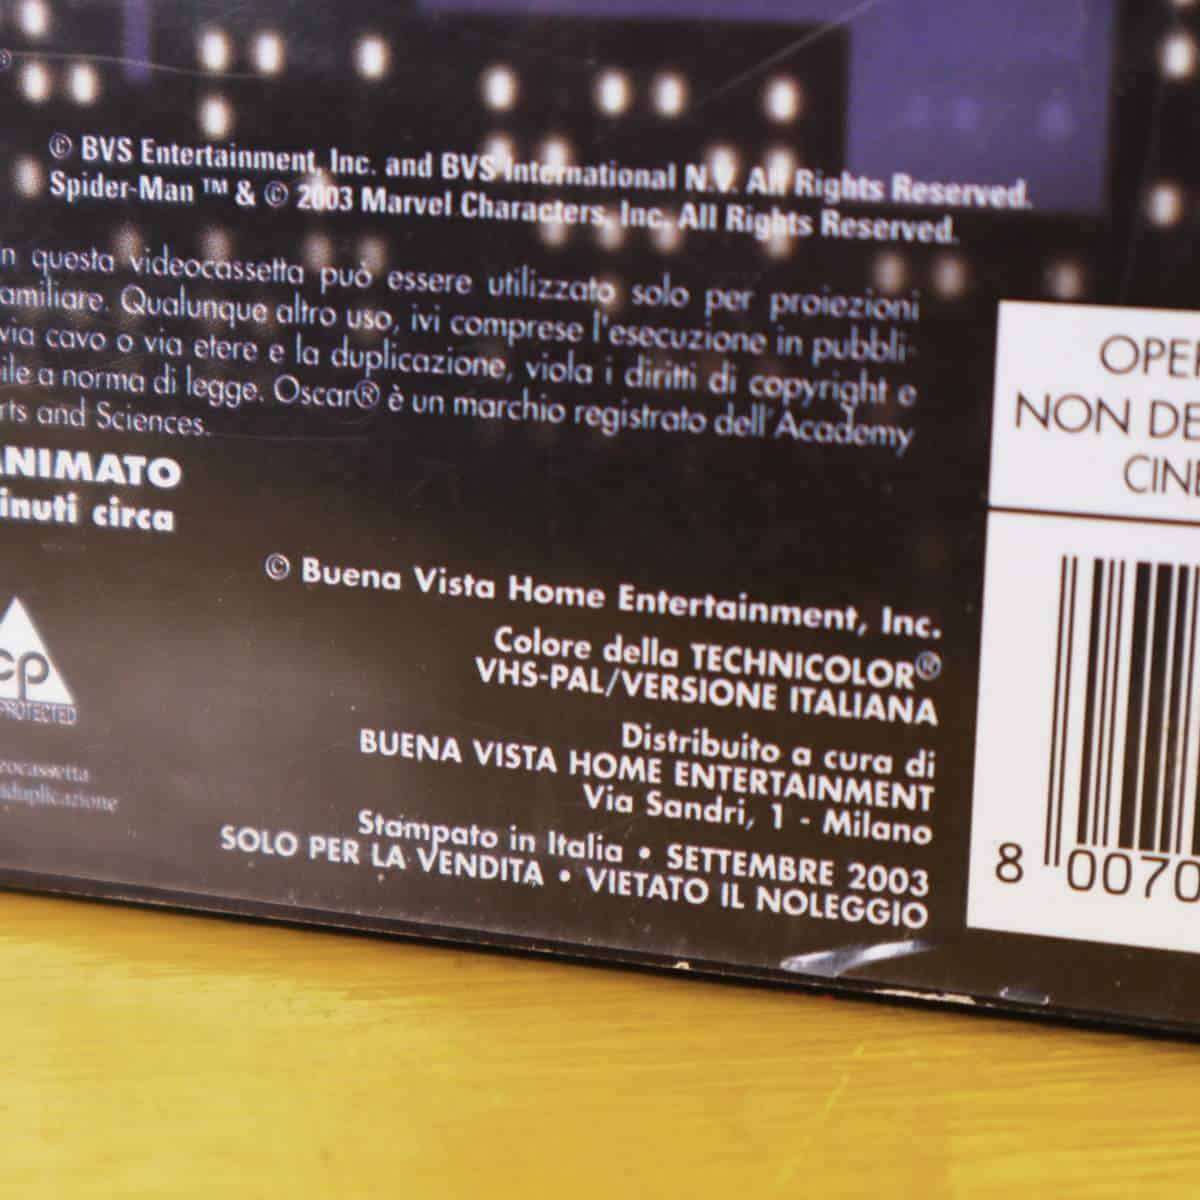 © BVS Entertainment, Inc. and BVS International N.V. All Rights Reserved.
Spider-Man ™ & © 2003 Marvel Characters, Inc. All Rights Reserved.
n questa videocassetta può essere utilizzato solo per proiezioni
amiliare. Qualunque altro uso, ivi comprese l'esecuzione in pubbli-
via cavo o via etere e la duplicazione, viola i diritti di copyright e
ile a norma di legge. Oscar® è un marchio registrato dell'Academy
rts and Sciences.
ANIMATO
inuti circa
© Buena Vista Home Entertainment, Inc.
Colore della TECHNICOLOR®
VHS-PAL/VERSIONE ITALIANA
Distribuito a cura di
BUENA VISTA HOME ENTERTAINMENT
Via Sandri, 1 - Milano
Stampato in Italia • SETTEMBRE 2003
SOLO PER LA VENDITA • VIETATO IL NOLEGGIO
cp
PROTECTED
eocassetta
iduplicazione
OPER
NON DE
CINE
8 0070